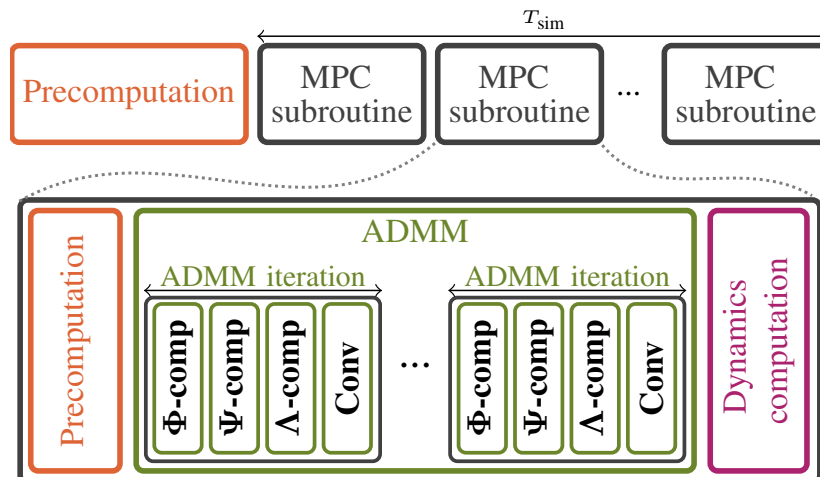 T_sim
Precomputation
MPC
subroutine
MPC
subroutine
...
MPC
subroutine
Precomputation
ADMM
ADMM iteration
Φ-comp
Ψ-comp
Λ-comp
Conv
...
ADMM iteration
Φ-comp
Ψ-comp
Λ-comp
Conv
Dynamics
computation